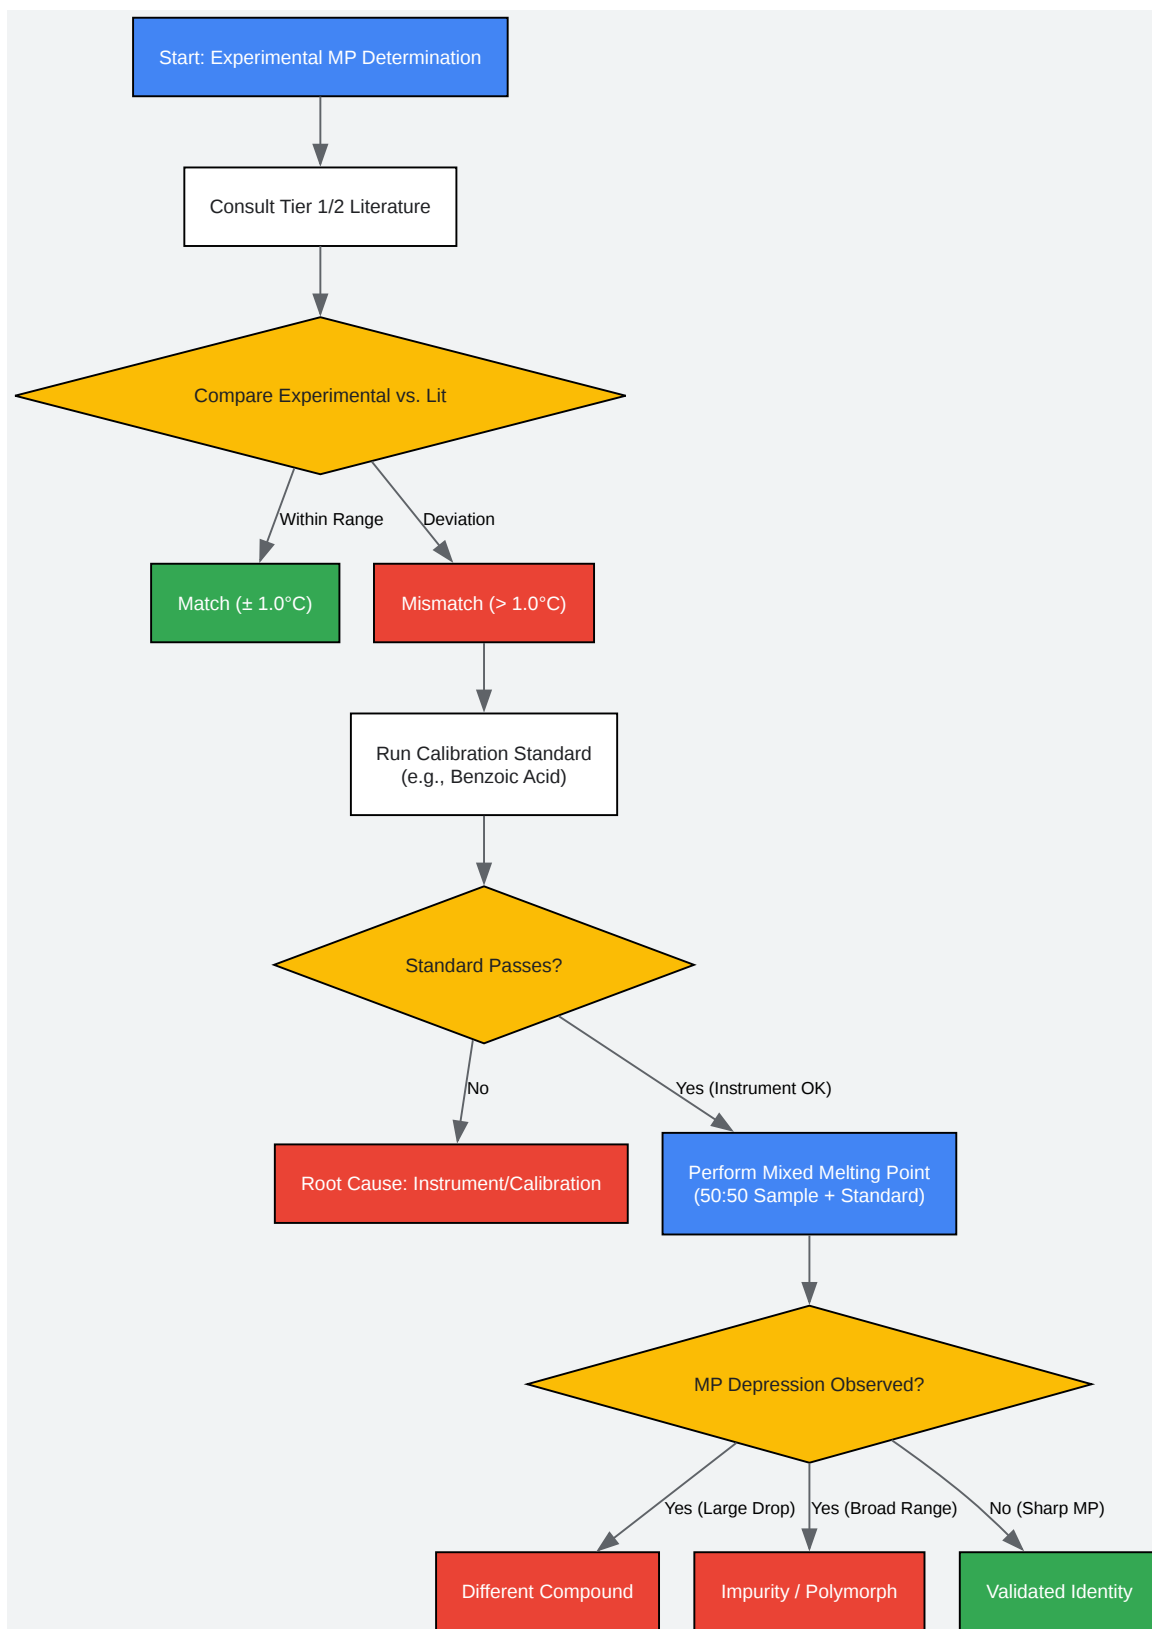 Start: Experimental MP Determination
Consult Tier 1/2 Literature
Compare Experimental vs. Lit
Within Range
Deviation
Match (± 1.0°C)
Mismatch (> 1.0°C)
Run Calibration Standard
(e.g., Benzoic Acid)
Standard Passes?
No
Yes (Instrument OK)
Root Cause: Instrument/Calibration
Perform Mixed Melting Point
(50:50 Sample + Standard)
MP Depression Observed?
Yes (Large Drop)
Yes (Broad Range)
No (Sharp MP)
Different Compound
Impurity / Polymorph
Validated Identity